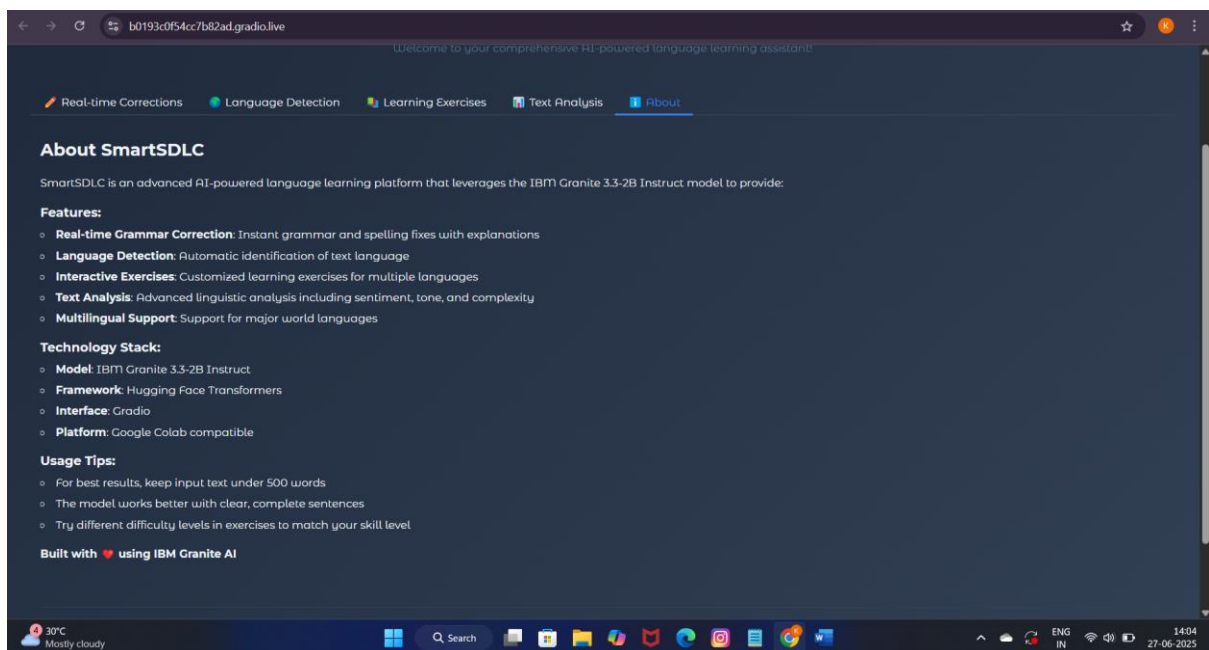 b0193c0f54cc7b82ad.gradio.live
K
Welcome to your comprehensive AI-powered language learning assistant!
Real-time Corrections Language Detection Learning Exercises Text Analysis About
About SmartSDLC
SmartSDLC is an advanced AI-powered language learning platform that leverages the IBM Granite 3.3-2B Instruct model to provide:
Features:
Real-time Grammar Correction: Instant grammar and spelling fixes with explanations
Language Detection: Automatic identification of text language
Interactive Exercises: Customized learning exercises for multiple languages
Text Analysis: Advanced linguistic analysis including sentiment, tone, and complexity
Multilingual Support: Support for major world languages
Technology Stack:
Model: IBM Granite 3.3-2B Instruct
Framework: Hugging Face Transformers
Interface: Gradio
Platform: Google Colab compatible
Usage Tips:
For best results, keep input text under 500 words
The model works better with clear, complete sentences
Try different difficulty levels in exercises to match your skill level
Built with ❤️ using IBM Granite AI
4 30°C
Mostly cloudy
Search
ENG
IN
14:04
27-06-2025